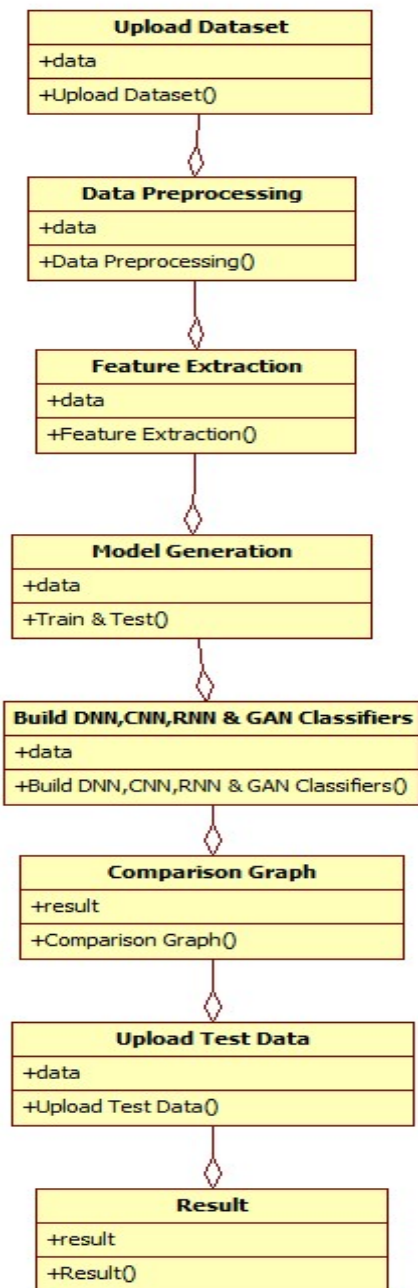 Upload Dataset
+data
+Upload Dataset()
Data Preprocessing
+data
+Data Preprocessing()
Feature Extraction
+data
+Feature Extraction()
Model Generation
+data
+Train & Test()
Build DNN,CNN,RNN & GAN Classifiers
+data
+Build DNN,CNN,RNN & GAN Classifiers()
Comparison Graph
+result
+Comparison Graph()
Upload Test Data
+data
+Upload Test Data()
Result
+result
+Result()